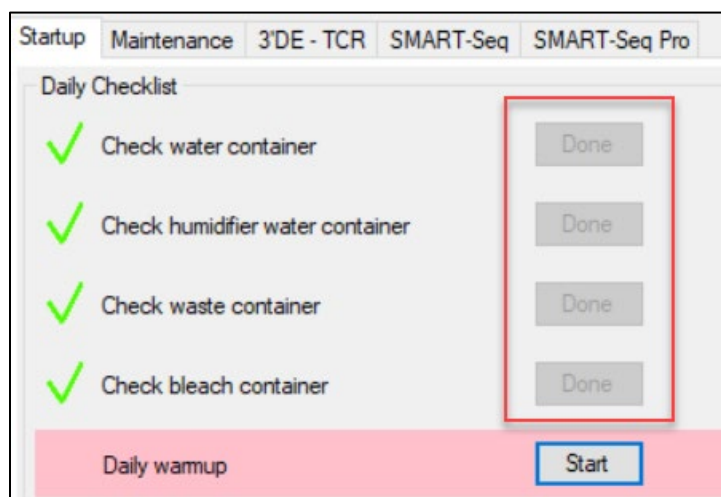 Startup Maintenance 3'DE - TCR SMART-Seq SMART-Seq Pro
Daily Checklist
Check water container Done
Check humidifier water container Done
Check waste container Done
Check bleach container Done
Daily warmup Start